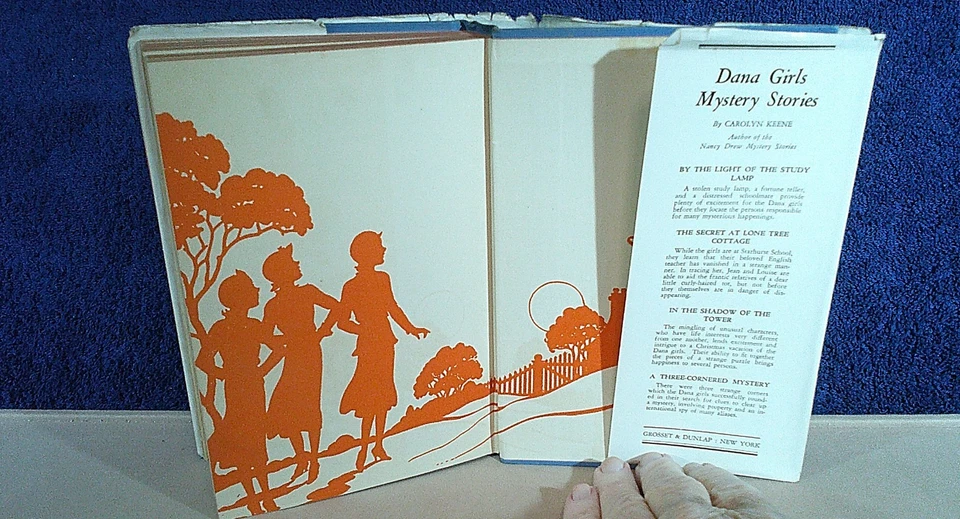 Dana Girls
Mystery Stories
By CAROLYN KEENE
Author of the
Nancy Drew Mystery Stories
BY THE LIGHT OF THE STUDY
LAMP
A stolen study lamp, a fortune teller,
and a distressed schoolmate provide
plenty of excitement for the Dana girls
before they locate the persons responsible
for many mysterious happenings.
THE SECRET AT LONE TREE
COTTAGE
While the girls are at Starhurst School,
they learn that their beloved English
teacher has vanished in a strange man-
ner. In tracing her, Jean and Louise are
able to aid the frantic relatives of a dear
little curly-haired tot, but not before
they themselves are in danger of dis-
appearing.
IN THE SHADOW OF THE
TOWER
The mingling of unusual characters,
who have life interests very different
from one another, lends excitement and
intrigue to a Christmas vacation of the
Dana girls. Their ability to fit together
the pieces of a strange puzzle brings
happiness to several persons.
A THREE-CORNERED MYSTERY
There were three strange corners
which the Dana girls successfully round-
ed in their search for clues to clear up
a mystery, involving property and an in-
ternational spy of many aliases.
GROSSET & DUNLAP : NEW YORK